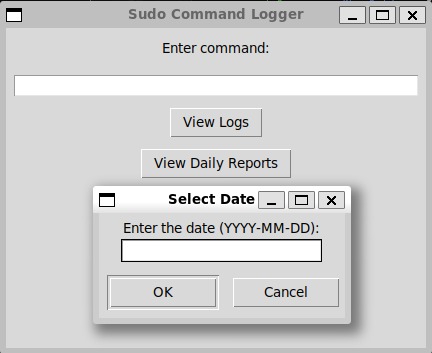 Sudo Command Logger
Enter command:
View Logs
View Daily Reports
Select Date
Enter the date (YYYY-MM-DD):
OK Cancel